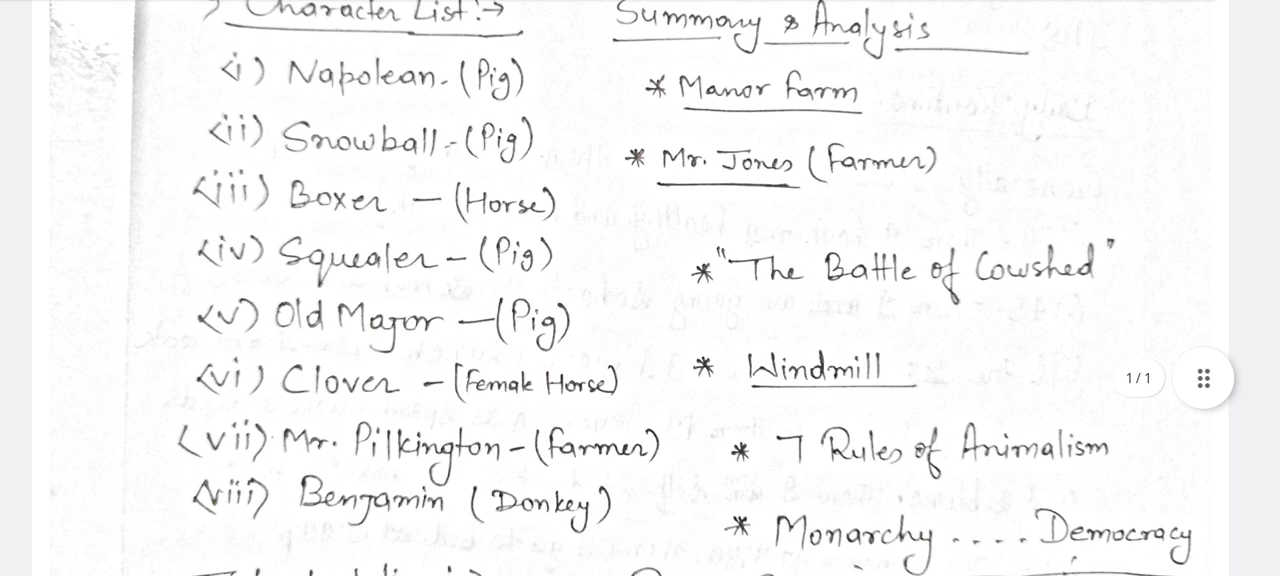 Character List:→
i) Napolean - (Pig)
ii) Snowball - (Pig)
iii) Boxer - (Horse)
iv) Squealer - (Pig)
v) Old Major - (Pig)
vi) Clover - (Female Horse)
vii) Mr. Pilkington - (farmer)
viii) Benjamin (Donkey)
Summary & Analysis
* Manor farm
* Mr. Jones (Farmer)
* "The Battle of Cowshed"
* Windmill
* 7 Rules of Animalism
* Monarchy .... Democracy
1/1